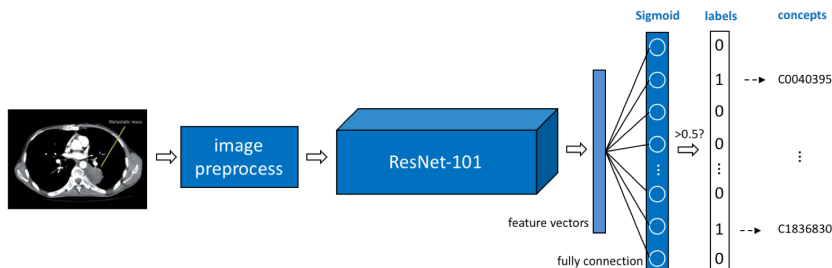 Sigmoid labels concepts
0
1 C0040395
Metastatic mass
0
image
preprocess
ResNet-101
>0.5?
0
⋮ ⋮ ⋮
0
feature vectors
1 C1836830
fully connection
0